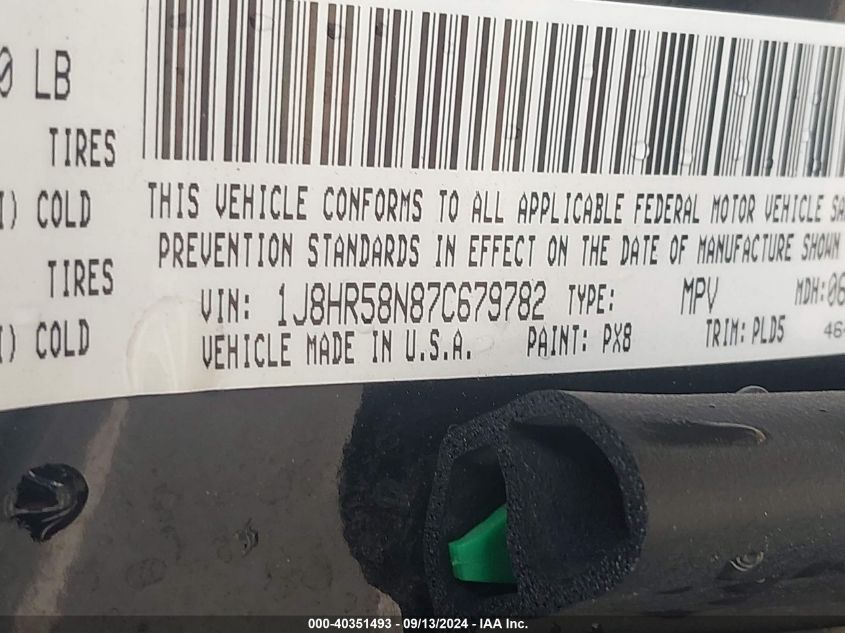 0 LB
TIRES
I) COLD
TIRES
I) COLD
THIS VEHICLE CONFORMS TO ALL APPLICABLE FEDERAL MOTOR VEHICLE SA
PREVENTION STANDARDS IN EFFECT ON THE DATE OF MANUFACTURE SHOWN
VIN: 1J8HR58N87C679782 TYPE: MPV MDH:06
VEHICLE MADE IN U.S.A. PAINT: PX8 TRIM: PLD5 464
000-40351493 - 09/13/2024 - IAA Inc.